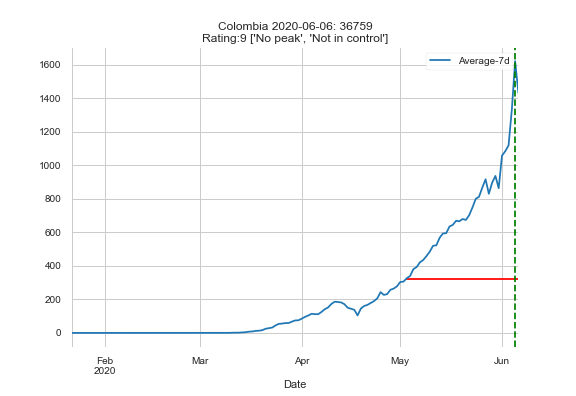 Colombia 2020-06-06: 36759
Rating:9 ['No peak', 'Not in control']
Average-7d
1600
1400
1200
1000
800
600
400
200
0
Feb
2020
Mar
Apr
May
Jun
Date